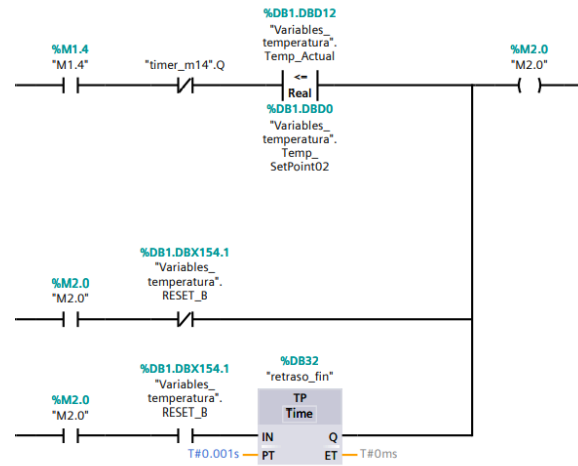 %DB1.DBD12
"Variables_
temperatura".
Temp_Actual
%M1.4
"M1.4"
"timer_m14".Q
<=
Real
%M2.0
"M2.0"
%DB1.DBD0
"Variables_
temperatura".
Temp_
SetPoint02
%DB1.DBX154.1
"Variables_
temperatura".
RESET_B
%M2.0
"M2.0"
%DB1.DBX154.1
"Variables_
temperatura".
RESET_B
%M2.0
"M2.0"
%DB32
"retraso_fin"
TP
Time
IN
Q
T#0.001s
PT
ET
T#0ms